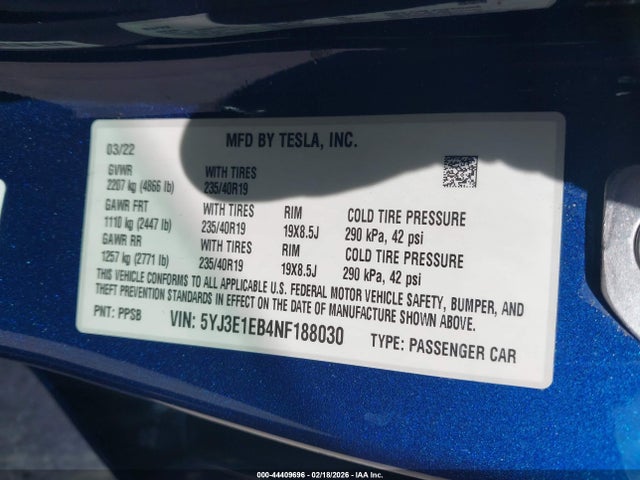 MFD BY TESLA, INC.
03/22
GVWR WITH TIRES
2207 kg (4866 lb) 235/40R19
GAWR FRT WITH TIRES RIM COLD TIRE PRESSURE
1110 kg (2447 lb) 235/40R19 19X8.5J 290 kPa, 42 psi
GAWR RR WITH TIRES RIM COLD TIRE PRESSURE
1257 kg (2771 lb) 235/40R19 19X8.5J 290 kPa, 42 psi
THIS VEHICLE CONFORMS TO ALL APPLICABLE U.S. FEDERAL MOTOR VEHICLE SAFETY, BUMPER, AND
THEFT PREVENTION STANDARDS IN EFFECT ON THE DATE OF MANUFACTURE SHOWN ABOVE.
PNT: PPSB VIN: 5YJ3E1EB4NF188030 TYPE: PASSENGER CAR
000-44409696 - 02/18/2026 - IAA Inc.